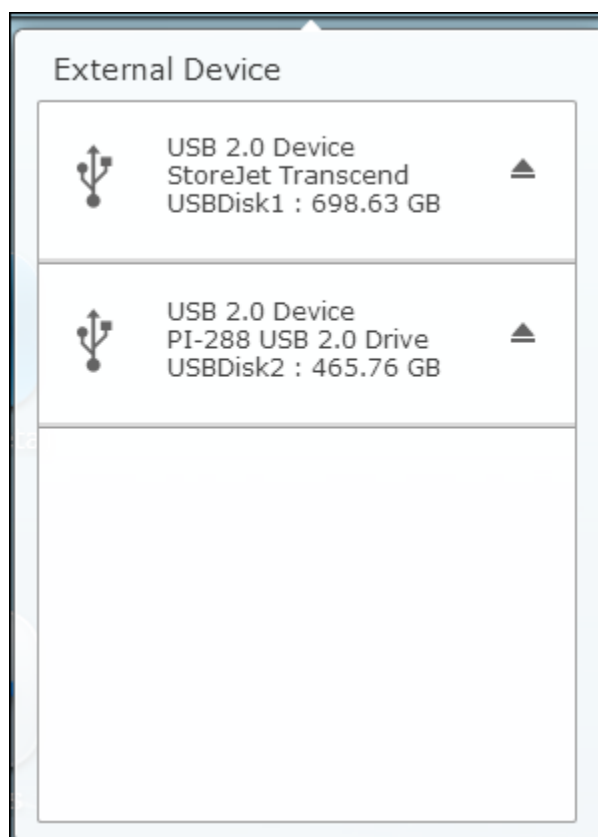 External Device
USB 2.0 Device
StoreJet Transcend
USBDisk1 : 698.63 GB
USB 2.0 Device
PI-288 USB 2.0 Drive
USBDisk2 : 465.76 GB